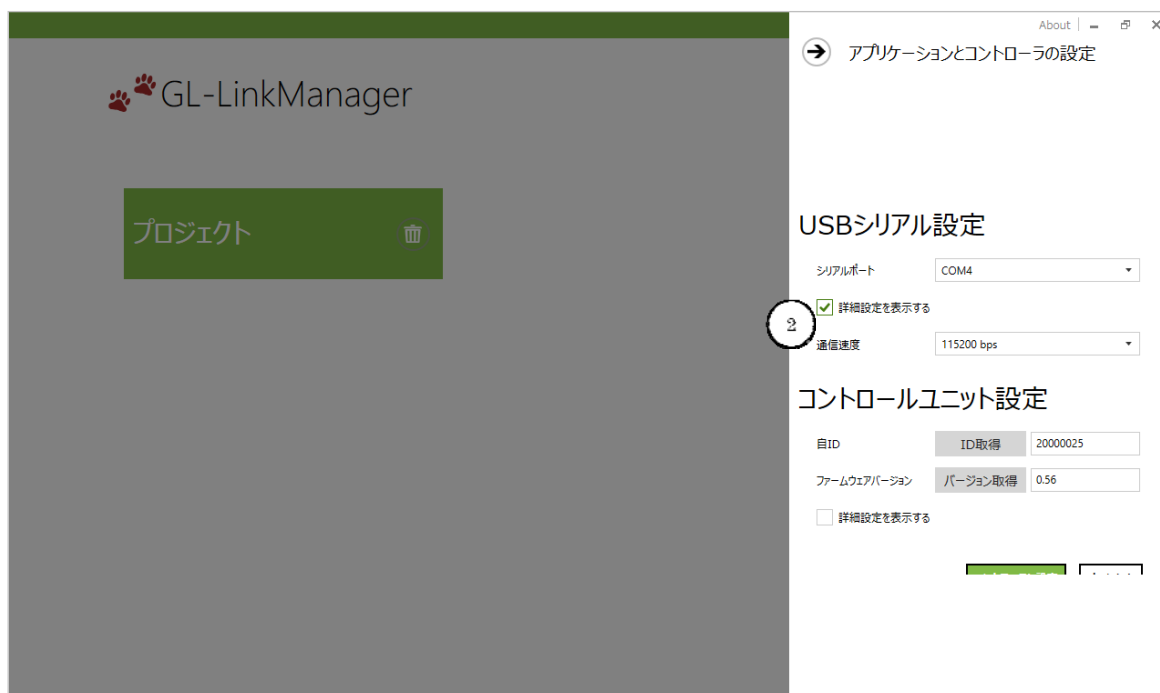 About
アプリケーションとコントローラの設定
GL-LinkManager
プロジェクト
USBシリアル設定
シリアルポート COM4
詳細設定を表示する
2
通信速度 115200 bps
コントロールユニット設定
自ID ID取得 20000025
ファームウェアバージョン バージョン取得 0.56
詳細設定を表示する